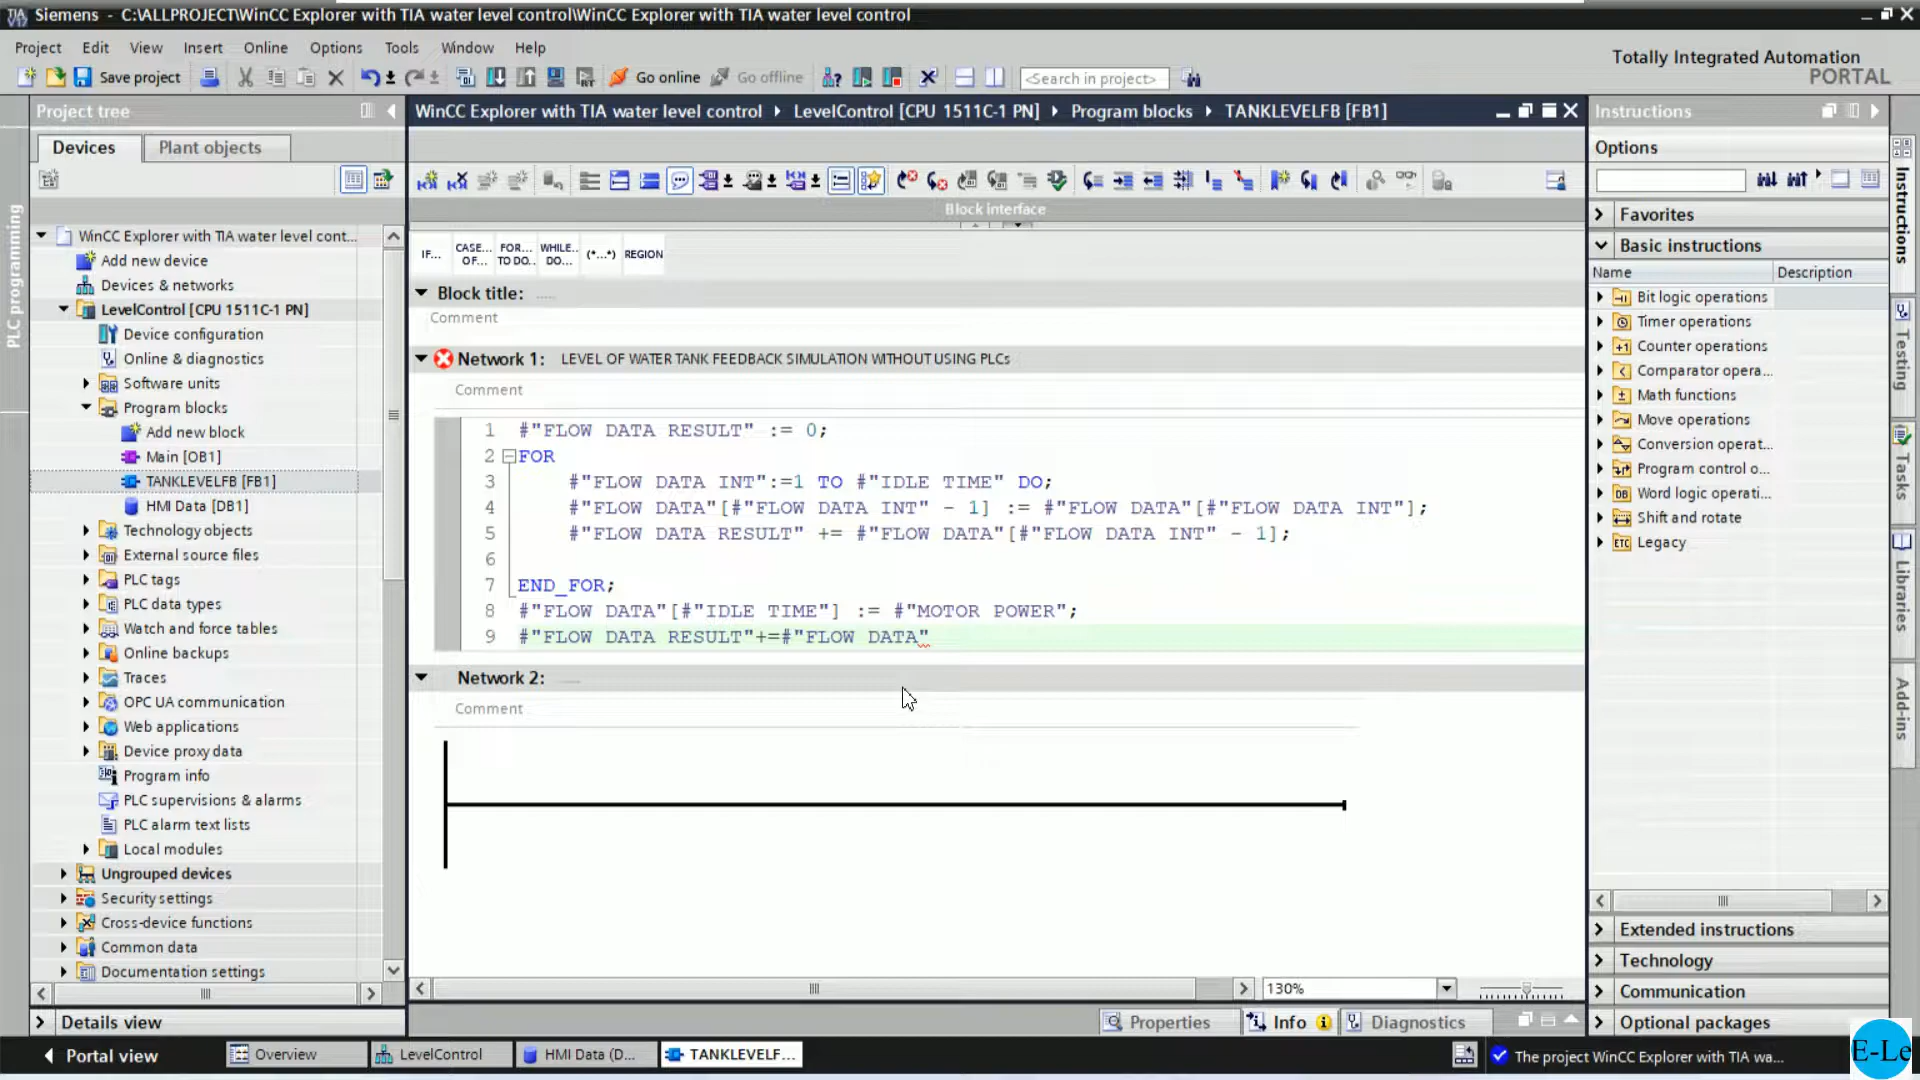 Siemens - C:\ALLPROJECT\WinCC Explorer with TIA water level control\WinCC Explorer with TIA water level control
Project Edit View Insert Online Options Tools Window Help
Totally Integrated Automation
PORTAL
Save project
Go online
Go offline
<Search in project>
Project tree
WinCC Explorer with TIA water level control LevelControl [CPU 1511C-1 PN] Program blocks TANKLEVELFB [FB1]
Instructions
Devices
Plant objects
Options
PLC programming
Block interface
WinCC Explorer with TIA water level cont...
Add new device
Devices & networks
LevelControl [CPU 1511C-1 PN]
Device configuration
Online & diagnostics
Software units
Program blocks
Add new block
Main [OB1]
TANKLEVELFB [FB1]
HMI Data [DB1]
Technology objects
External source files
PLC tags
PLC data types
Watch and force tables
Online backups
Traces
OPC UA communication
Web applications
Device proxy data
Program info
PLC supervisions & alarms
PLC alarm text lists
Local modules
Ungrouped devices
Security settings
Cross-device functions
Common data
Documentation settings
Details view
IF...
CASE... OF...
FOR... TO DO...
WHILE... DO...
(*...*)
REGION
Block title: .....
Comment
Network 1: LEVEL OF WATER TANK FEEDBACK SIMULATION WITHOUT USING PLCs
Comment
1 #"FLOW DATA RESULT" := 0;
2 FOR
3 #"FLOW DATA INT":=1 TO #"IDLE TIME" DO;
4 #"FLOW DATA"[#"FLOW DATA INT" - 1] := #"FLOW DATA"[#"FLOW DATA INT"];
5 #"FLOW DATA RESULT" += #"FLOW DATA"[#"FLOW DATA INT" - 1];
6
7 END_FOR;
8 #"FLOW DATA"[#"IDLE TIME"] := #"MOTOR POWER";
9 #"FLOW DATA RESULT"+=#"FLOW DATA"
Network 2: .....
Comment
130%
Properties
Info
Diagnostics
Favorites
Basic instructions
Name Description
Bit logic operations
Timer operations
Counter operations
Comparator opera...
Math functions
Move operations
Conversion operat...
Program control o...
Word logic operati...
Shift and rotate
Legacy
Extended instructions
Technology
Communication
Optional packages
Instructions
Testing
Tasks
Libraries
Add-ins
Portal view
Overview
LevelControl
HMI Data (D...
TANKLEVELF...
The project WinCC Explorer with TIA wa...
E-Le